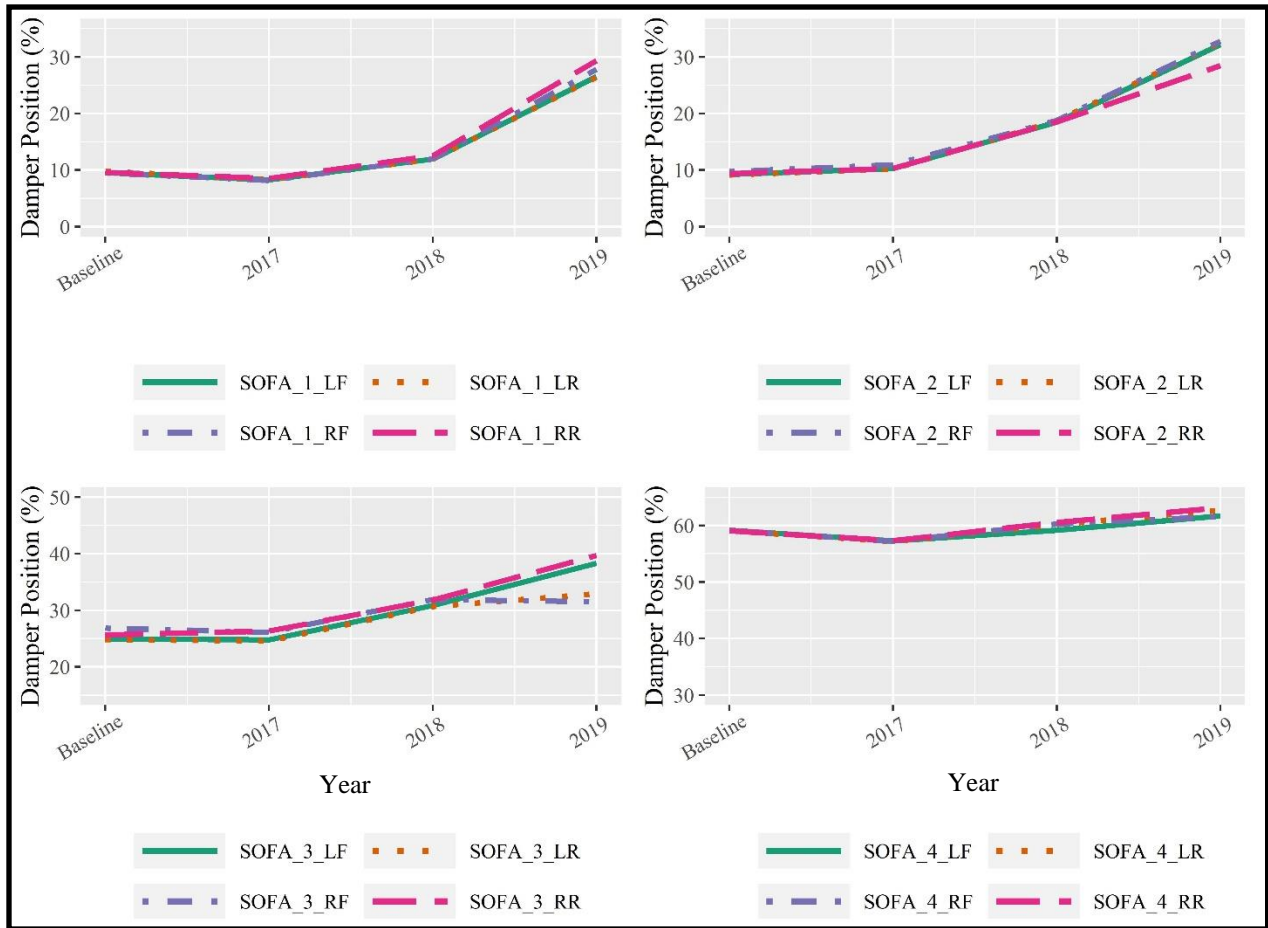 Damper Position (%)
30
20
10
0
Baseline
2017
2018
2019
SOFA_1_LF
SOFA_1_LR
SOFA_1_RF
SOFA_1_RR
Damper Position (%)
30
20
10
0
Baseline
2017
2018
2019
SOFA_2_LF
SOFA_2_LR
SOFA_2_RF
SOFA_2_RR
Damper Position (%)
50
40
30
20
Baseline
2017
2018
2019
Year
SOFA_3_LF
SOFA_3_LR
SOFA_3_RF
SOFA_3_RR
Damper Position (%)
60
50
40
30
Baseline
2017
2018
2019
Year
SOFA_4_LF
SOFA_4_LR
SOFA_4_RF
SOFA_4_RR